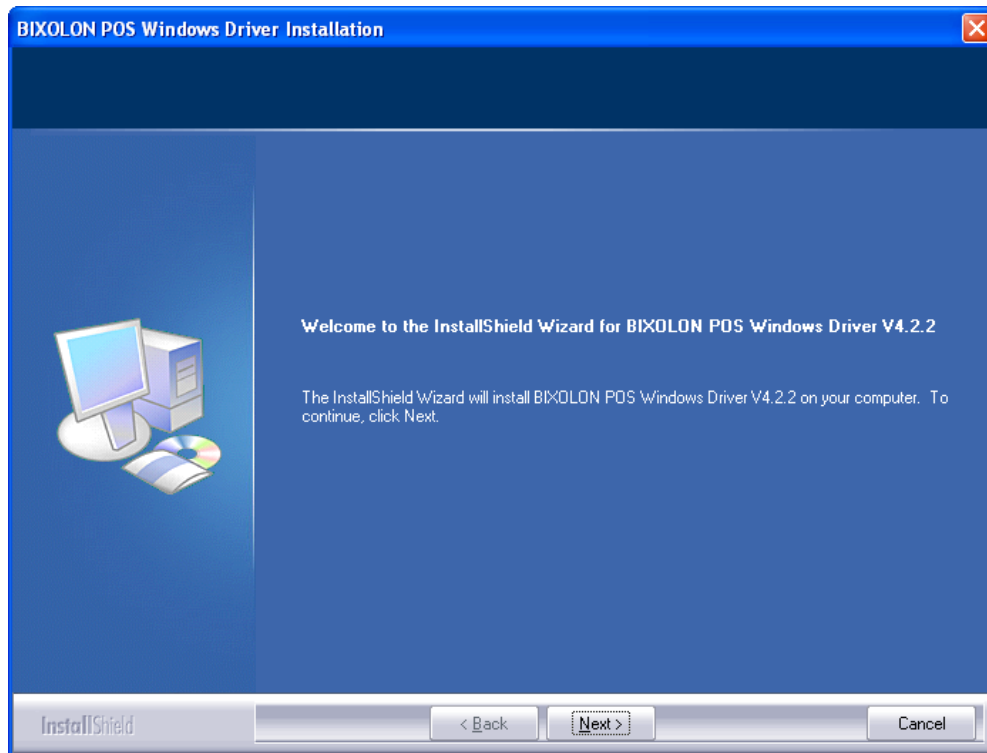 BIXOLON POS Windows Driver Installation
Welcome to the InstallShield Wizard for BIXOLON POS Windows Driver V4.2.2
The InstallShield Wizard will install BIXOLON POS Windows Driver V4.2.2 on your computer. To
continue, click Next.
InstallShield
< Back
Next >
Cancel